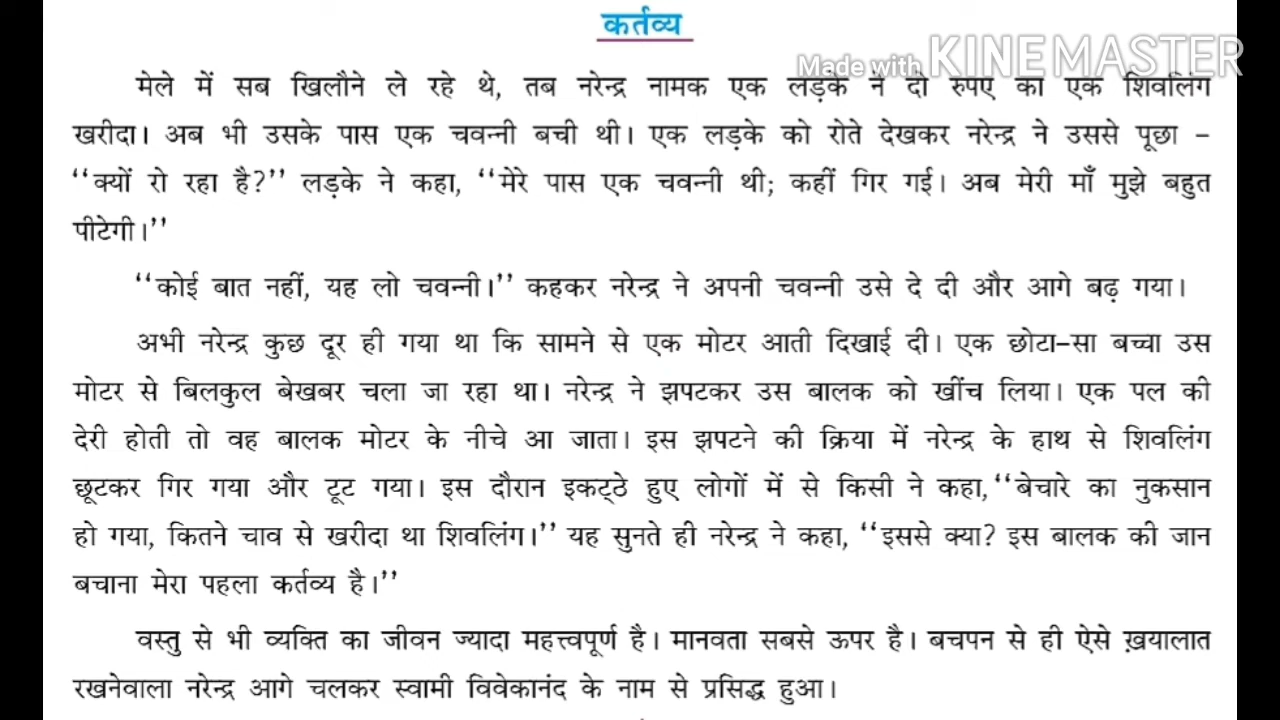 कर्तव्य
Made with KINEMASTER
मेले में सब खिलौने ले रहे थे, तब नरेन्द्र नामक एक लड़के ने दो रुपए का एक शिवलिंग
खरीदा। अब भी उसके पास एक चवन्नी बची थी। एक लड़के को रोते देखकर नरेन्द्र ने उससे पूछा –
‘‘क्यों रो रहा है?’’ लड़के ने कहा, ‘‘मेरे पास एक चवन्नी थी; कहीं गिर गई। अब मेरी माँ मुझे बहुत
पीटेगी।’’
‘‘कोई बात नहीं, यह लो चवन्नी।’’ कहकर नरेन्द्र ने अपनी चवन्नी उसे दे दी और आगे बढ़ गया।
अभी नरेन्द्र कुछ दूर ही गया था कि सामने से एक मोटर आती दिखाई दी। एक छोटा–सा बच्चा उस
मोटर से बिलकुल बेखबर चला जा रहा था। नरेन्द्र ने झपटकर उस बालक को खींच लिया। एक पल की
देरी होती तो वह बालक मोटर के नीचे आ जाता। इस झपटने की क्रिया में नरेन्द्र के हाथ से शिवलिंग
छूटकर गिर गया और टूट गया। इस दौरान इकट्ठे हुए लोगों में से किसी ने कहा,‘‘बेचारे का नुकसान
हो गया, कितने चाव से खरीदा था शिवलिंग।’’ यह सुनते ही नरेन्द्र ने कहा, ‘‘इससे क्या? इस बालक की जान
बचाना मेरा पहला कर्तव्य है।’’
वस्तु से भी व्यक्ति का जीवन ज्यादा महत्त्वपूर्ण है। मानवता सबसे ऊपर है। बचपन से ही ऐसे ख़यालात
रखनेवाला नरेन्द्र आगे चलकर स्वामी विवेकानंद के नाम से प्रसिद्ध हुआ।